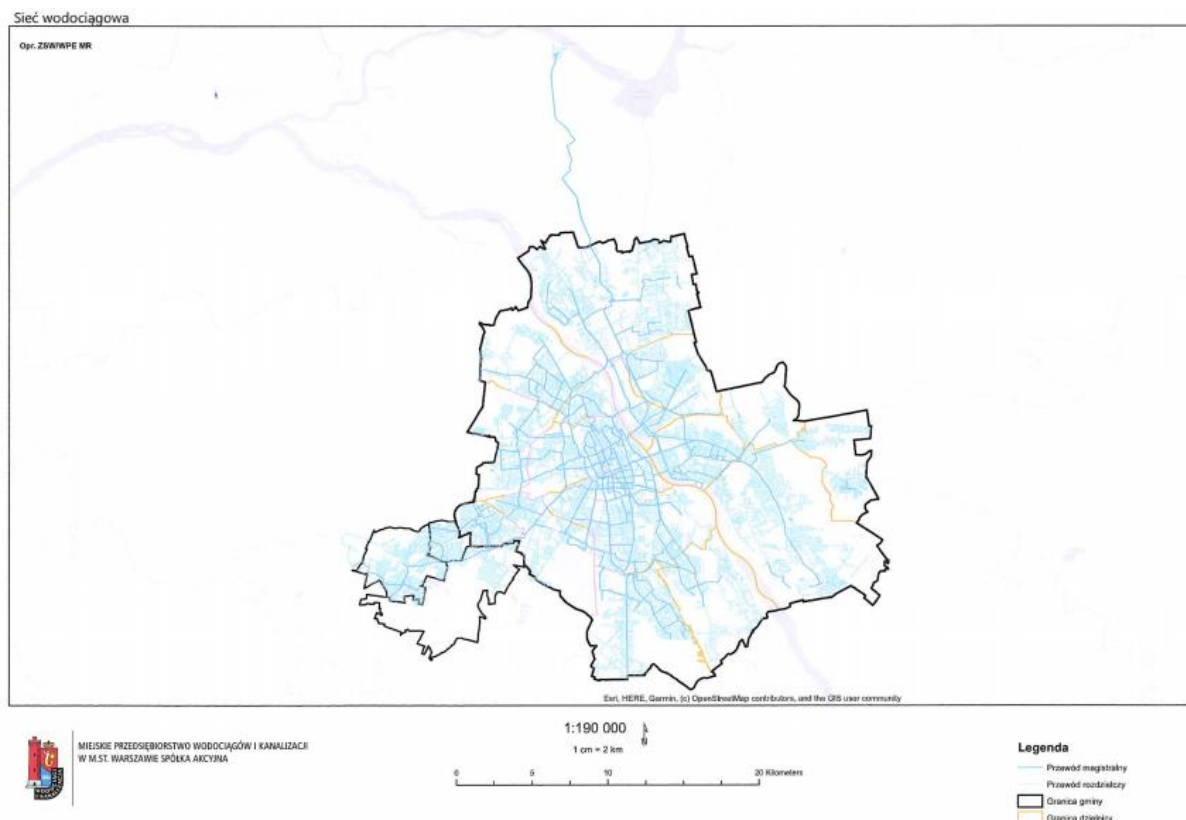 Sieć wodociągowa
Opr. ZSW/WPE MR
Esri, HERE, Garmin, (c) OpenStreetMap contributors, and the GIS user community
1:190 000
N
1 cm = 2 km
0 5 10 20 Kilometers
MIEJSKIE PRZEDSIĘBIORSTWO WODOCIĄGÓW I KANALIZACJI
W M.ST. WARSZAWIE SPÓŁKA AKCYJNA
Legenda
Przewód magistralny
Przewód rozdzielczy
Granica gminy
Granica dzielnicy